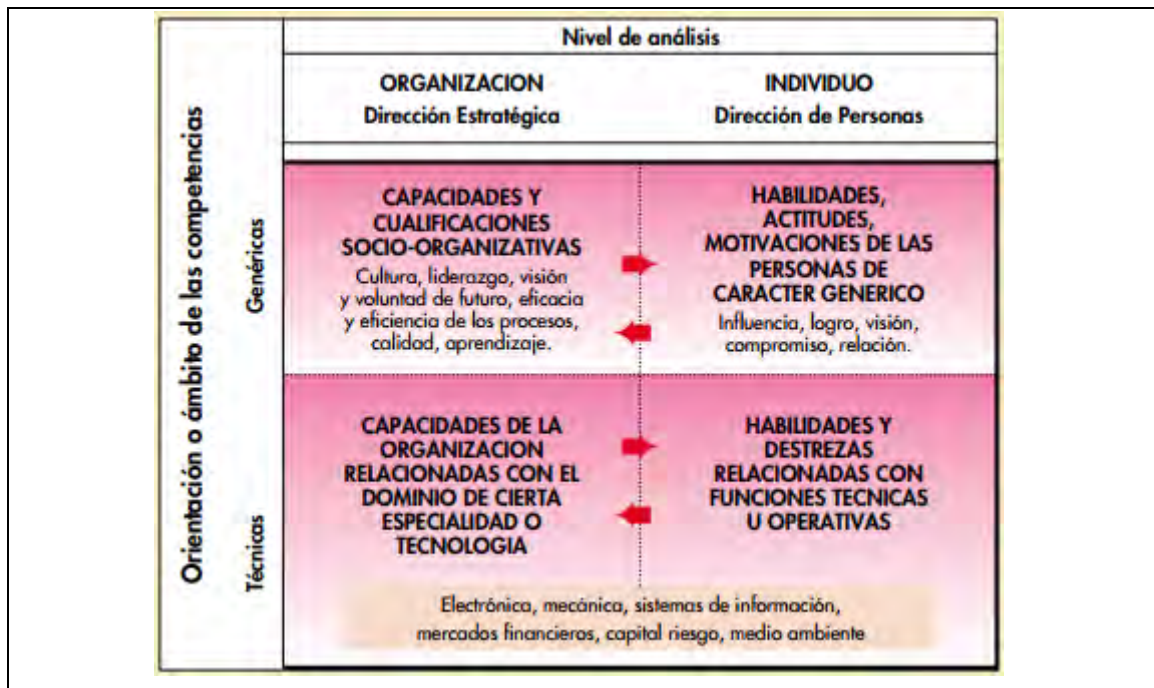 Nivel de análisis
ORGANIZACION
Dirección Estratégica
INDIVIDUO
Dirección de Personas
Orientación o ámbito de las competencias
Genéricas
CAPACIDADES Y
CUALIFICACIONES
SOCIO-ORGANIZATIVAS
Cultura, liderazgo, visión
y voluntad de futuro, eficacia
y eficiencia de los procesos,
calidad, aprendizaje.
HABILIDADES,
ACTITUDES,
MOTIVACIONES DE LAS
PERSONAS DE
CARACTER GENERICO
Influencia, logro, visión,
compromiso, relación.
Técnicas
CAPACIDADES DE LA
ORGANIZACION
RELACIONADAS CON EL
DOMINIO DE CIERTA
ESPECIALIDAD O
TECNOLOGIA
HABILIDADES Y
DESTREZAS
RELACIONADAS CON
FUNCIONES TECNICAS
U OPERATIVAS
Electrónica, mecánica, sistemas de información,
mercados financieros, capital riesgo, medio ambiente